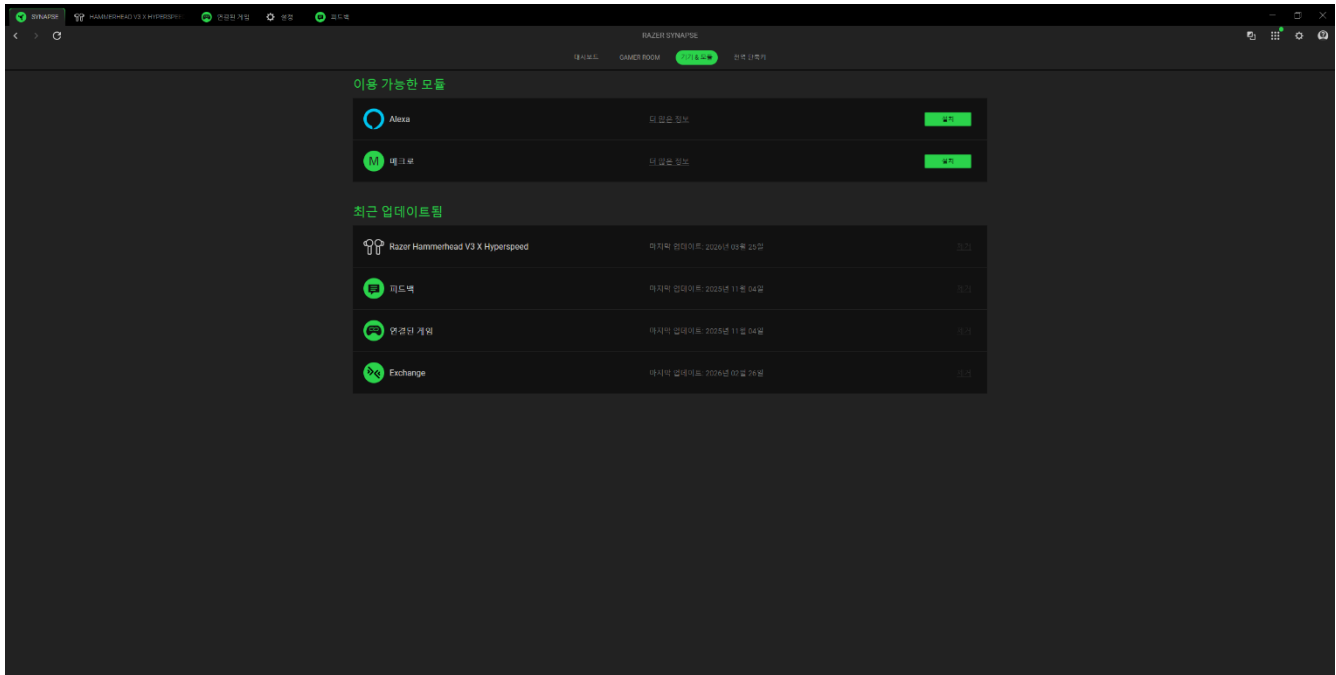 SYNAPSE
HAMMERHEAD V3 X HYPERSPE
연결된 게임
설정
피드백
RAZER SYNAPSE
대시보드
GAMER ROOM
기기 & 모듈
전역 단축키
이용 가능한 모듈
Alexa 더 많은 정보 설치
M 매크로 더 많은 정보 설치
최근 업데이트됨
Razer Hammerhead V3 X Hyperspeed 마지막 업데이트: 2026년 03월 25일
피드백 마지막 업데이트: 2025년 11월 04일
연결된 게임 마지막 업데이트: 2025년 11월 04일
Exchange 마지막 업데이트: 2026년 02월 26일